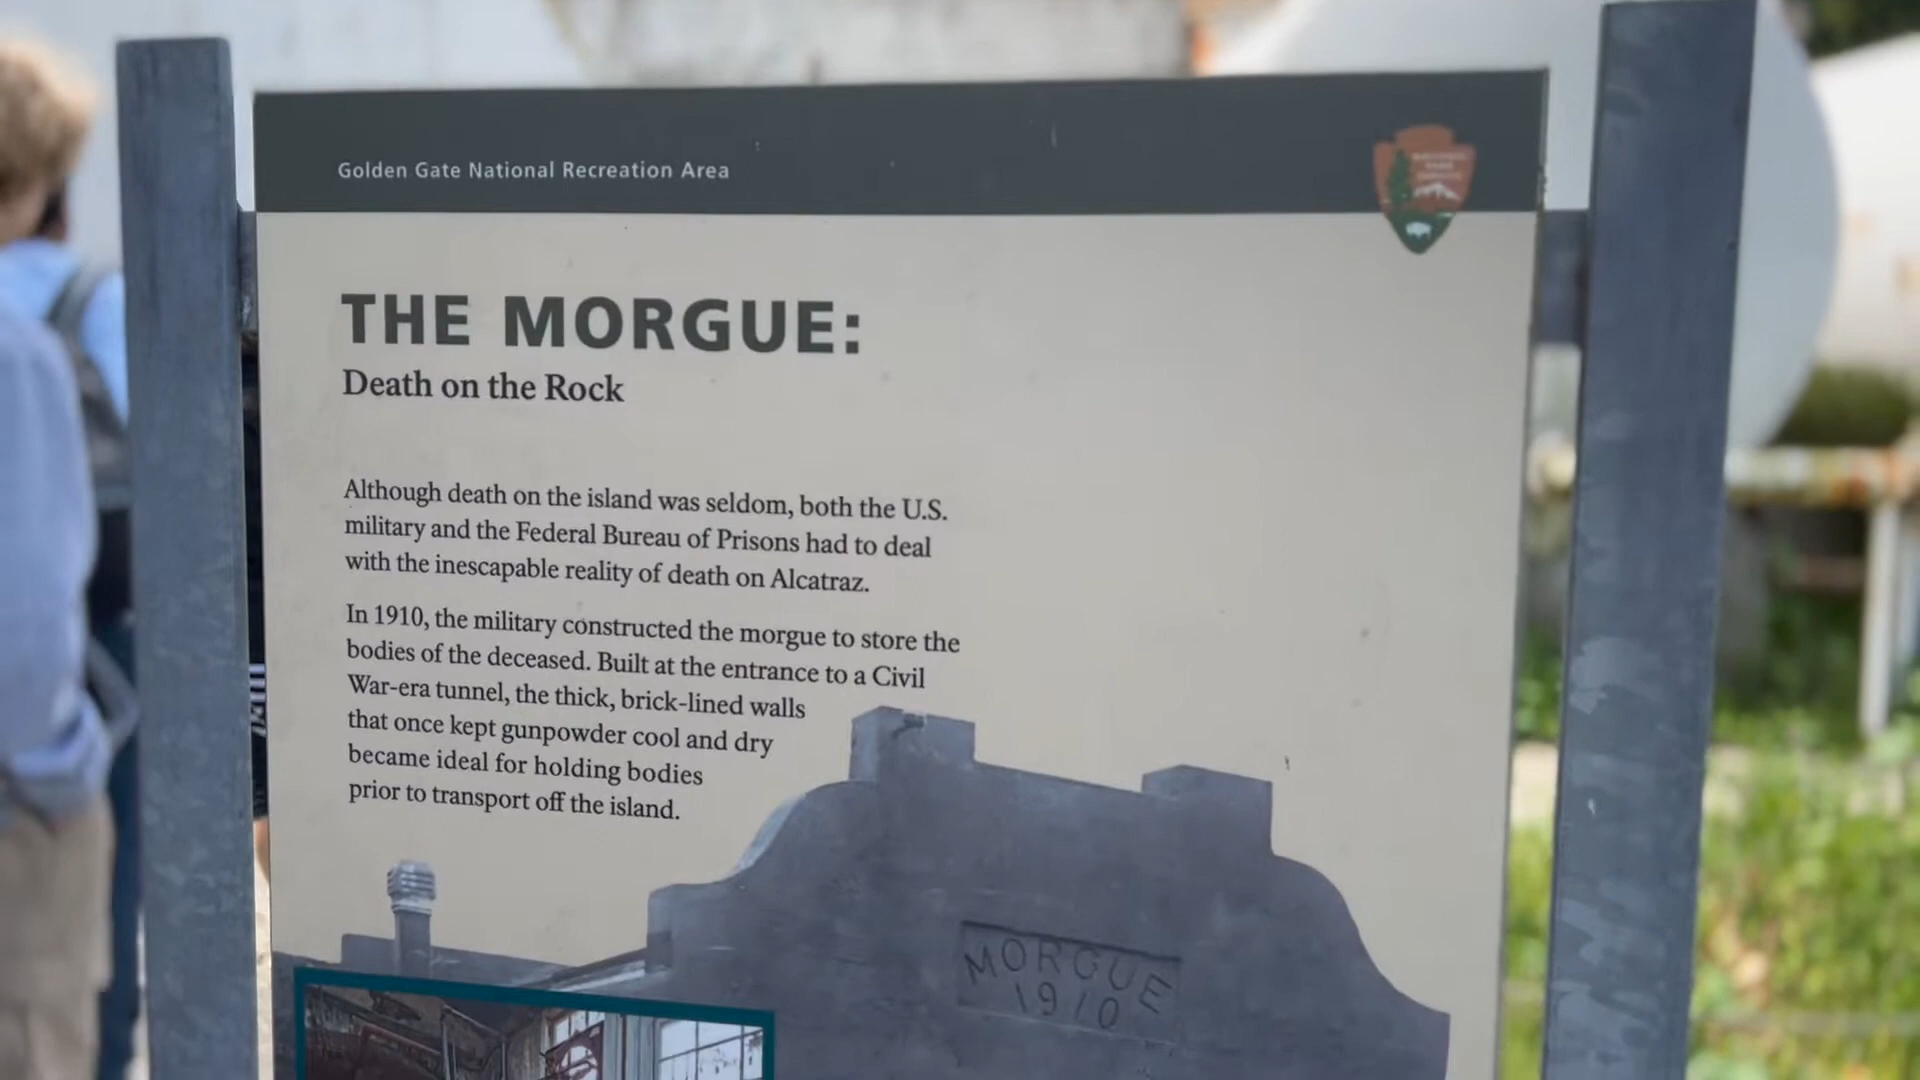 Golden Gate National Recreation Area
NATIONAL
PARK
SERVICE
THE MORGUE:
Death on the Rock
Although death on the island was seldom, both the U.S.
military and the Federal Bureau of Prisons had to deal
with the inescapable reality of death on Alcatraz.
In 1910, the military constructed the morgue to store the
bodies of the deceased. Built at the entrance to a Civil
War-era tunnel, the thick, brick-lined walls
that once kept gunpowder cool and dry
became ideal for holding bodies
prior to transport off the island.
MORGUE
1910